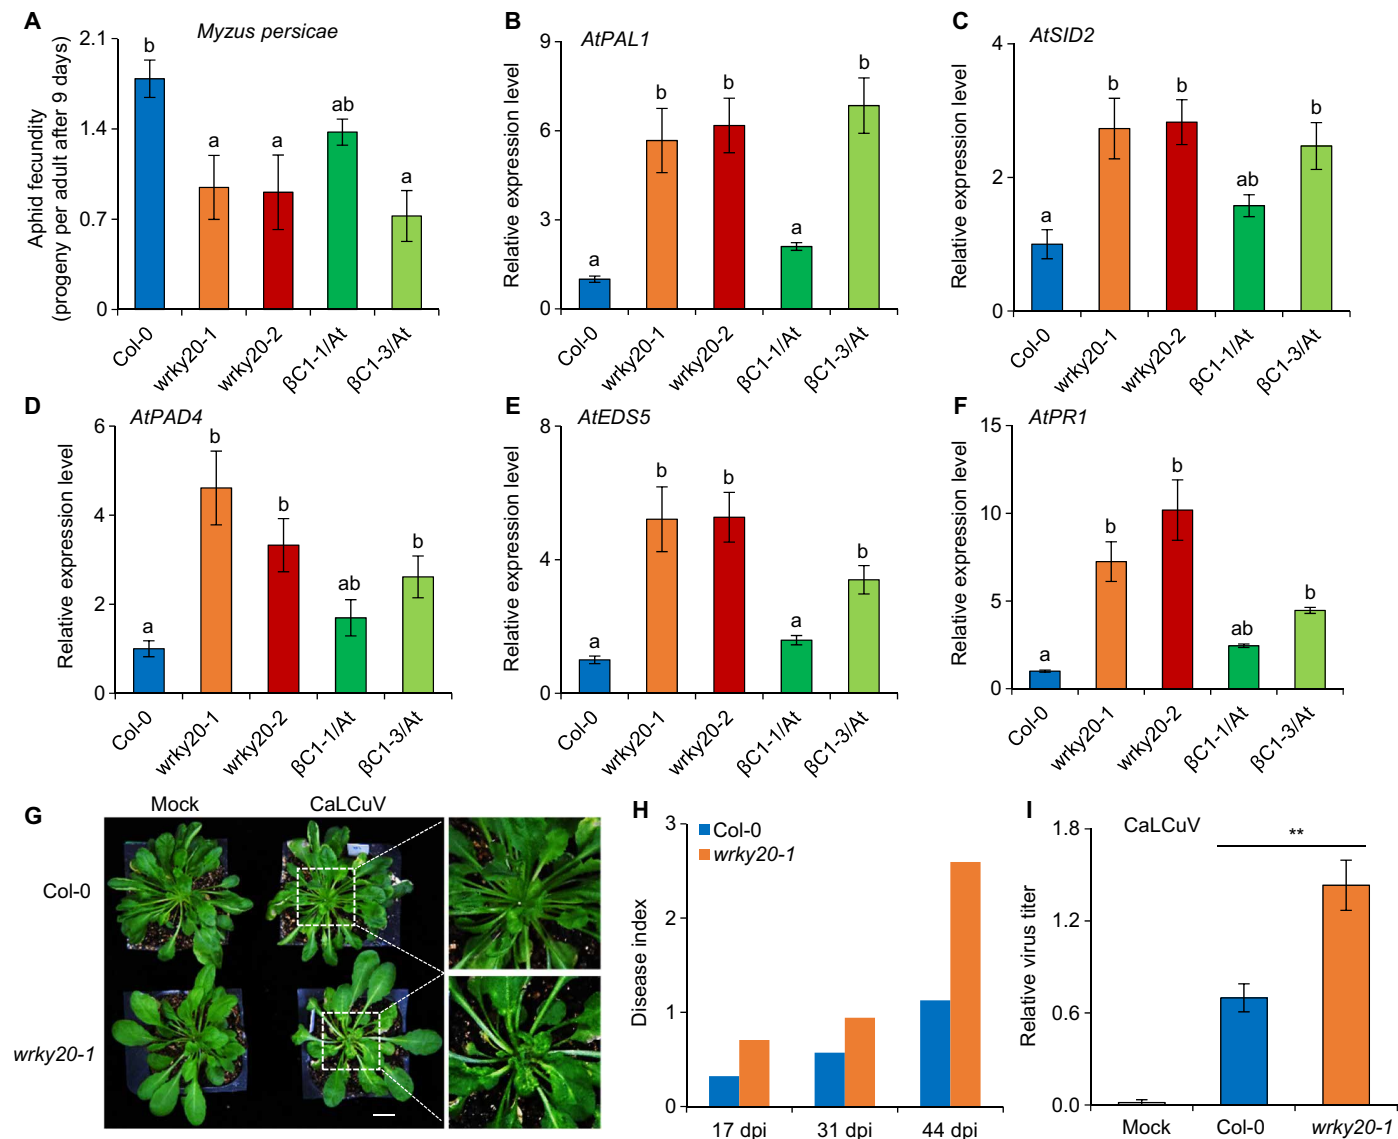 A
Myzus persicae
Aphid fecundity
(progeny per adult after 9 days)
2.1
1.4
0.7
0
b
a
a
ab
a
Col-0
wrky20-1
wrky20-2
βC1-1/At
βC1-3/At
B
AtPAL1
Relative expression level
9
6
3
0
a
b
b
a
b
Col-0
wrky20-1
wrky20-2
βC1-1/At
βC1-3/At
C
AtSID2
Relative expression level
4
2
0
a
b
b
ab
b
Col-0
wrky20-1
wrky20-2
βC1-1/At
βC1-3/At
D
AtPAD4
Relative expression level
6
4
2
0
a
b
b
ab
b
Col-0
wrky20-1
wrky20-2
βC1-1/At
βC1-3/At
E
AtEDS5
Relative expression level
8
4
0
a
b
b
a
b
Col-0
wrky20-1
wrky20-2
βC1-1/At
βC1-3/At
F
AtPR1
Relative expression level
15
10
5
0
a
b
b
ab
b
Col-0
wrky20-1
wrky20-2
βC1-1/At
βC1-3/At
G
Mock
CaLCuV
Col-0
wrky20-1
H
Disease index
3
2
1
0
Col-0
wrky20-1
17 dpi
31 dpi
44 dpi
I
CaLCuV
Relative virus titer
1.8
1.2
0.6
0.0
**
Mock
Col-0
wrky20-1